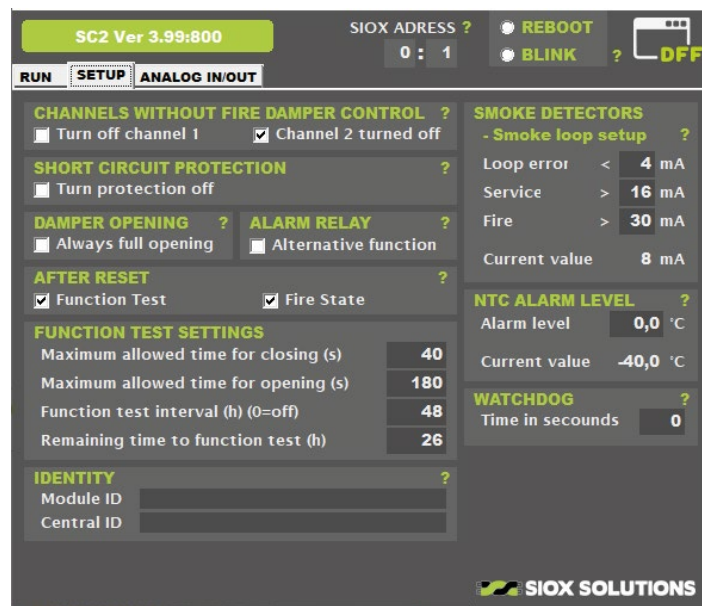 SC2 Ver 3.99:800
SIOX ADRESS ?
0 : 1
REBOOT
BLINK ?
DFF
RUN SETUP ANALOG IN/OUT
CHANNELS WITHOUT FIRE DAMPER CONTROL ?
Turn off channel 1 Channel 2 turned off
SHORT CIRCUIT PROTECTION ?
Turn protection off
DAMPER OPENING ?
Always full opening
ALARM RELAY ?
Alternative function
AFTER RESET ?
Function Test Fire State
FUNCTION TEST SETTINGS
Maximum allowed time for closing (s) 40
Maximum allowed time for opening (s) 180
Function test interval (h) (0=off) 48
Remaining time to function test (h) 26
IDENTITY ?
Module ID
Central ID
SMOKE DETECTORS
- Smoke loop setup ?
Loop error < 4 mA
Service > 16 mA
Fire > 30 mA
Current value 8 mA
NTC ALARM LEVEL ?
Alarm level 0,0 °C
Current value -40,0 °C
WATCHDOG ?
Time in secounds 0
SIOX SOLUTIONS